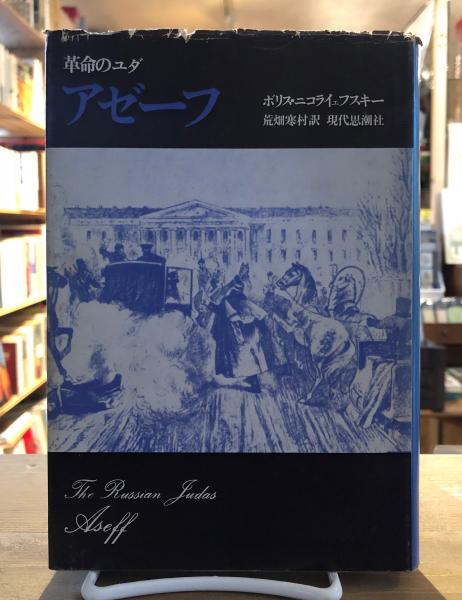 革命のユダ
アゼーフ
ボリス・ニコライェフスキー
荒畑寒村訳 現代思潮社
The Russian Judas
Aseff